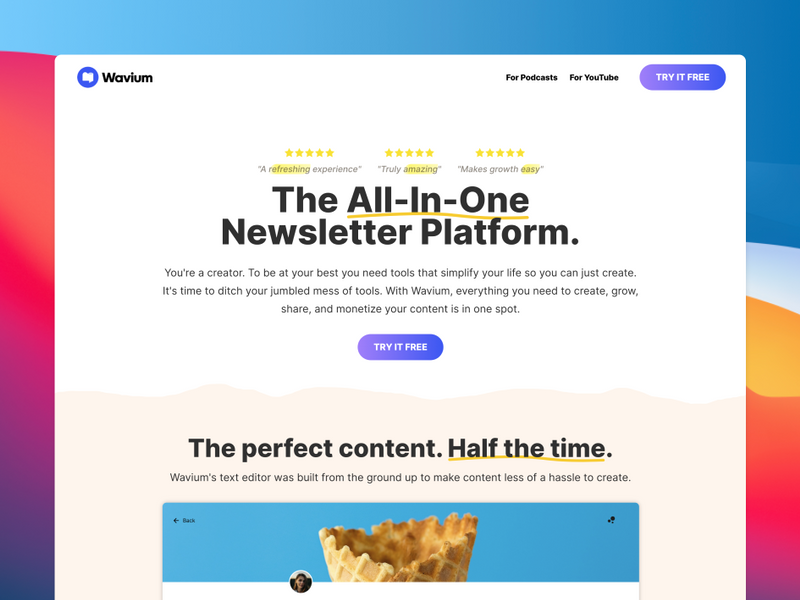 Wavium
For Podcasts
For YouTube
TRY IT FREE
"A refreshing experience"
"Truly amazing"
"Makes growth easy"
The All-In-One
Newsletter Platform.
You're a creator. To be at your best you need tools that simplify your life so you can just create.
It's time to ditch your jumbled mess of tools. With Wavium, everything you need to create, grow,
share, and monetize your content is in one spot.
TRY IT FREE
The perfect content. Half the time.
Wavium's text editor was built from the ground up to make content less of a hassle to create.
Back